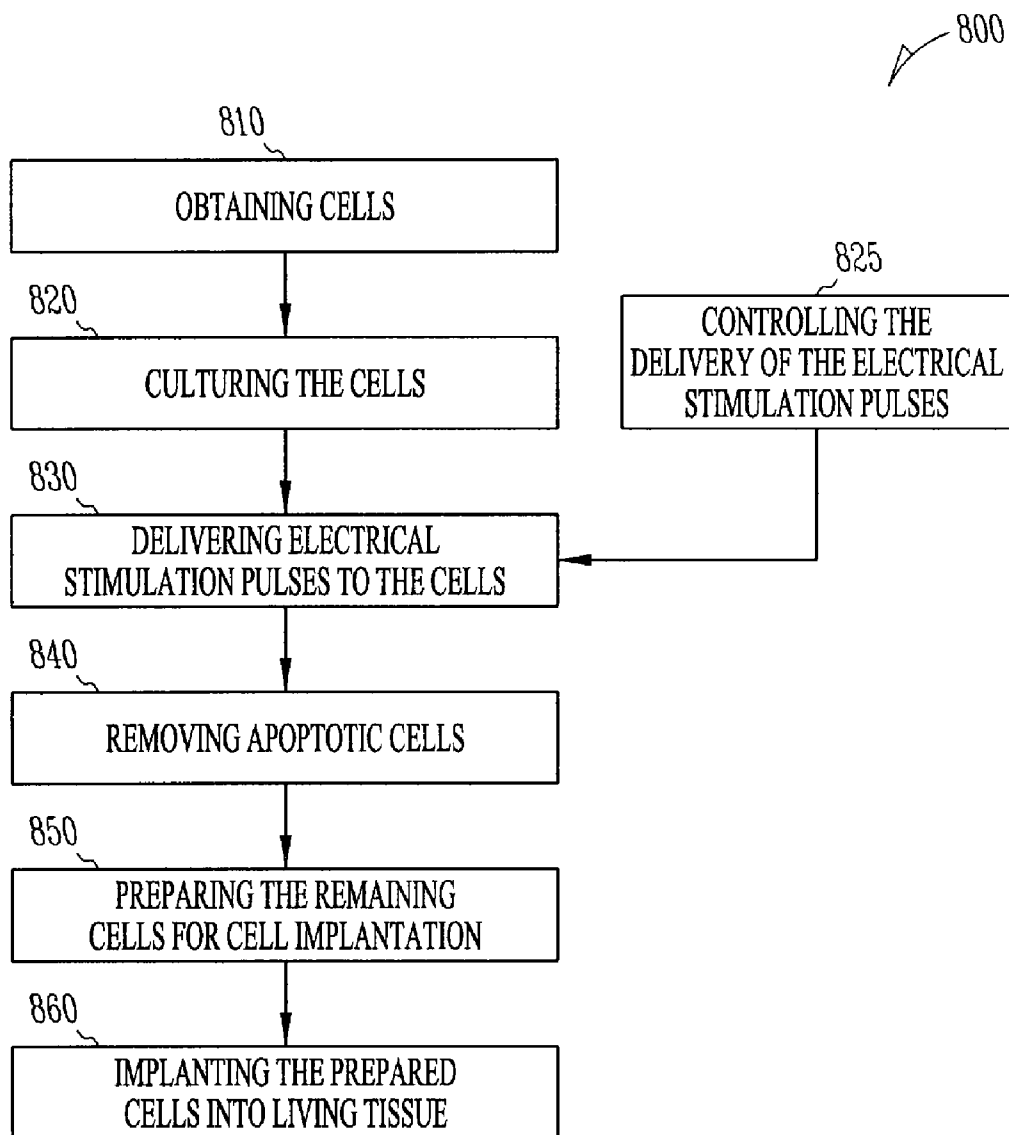 800
810
OBTAINING CELLS
820
CULTURING THE CELLS
825
CONTROLLING THE
DELIVERY OF THE ELECTRICAL
STIMULATION PULSES
830
DELIVERING ELECTRICAL
STIMULATION PULSES TO THE CELLS
840
REMOVING APOPTOTIC CELLS
850
PREPARING THE REMAINING
CELLS FOR CELL IMPLANTATION
860
IMPLANTING THE PREPARED
CELLS INTO LIVING TISSUE